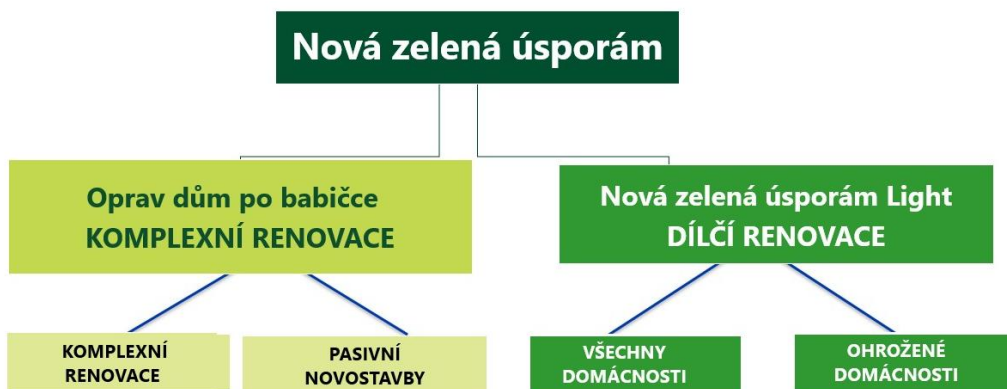 Nová zelená úsporám
Oprav dům po babičce
KOMPLEXNÍ RENOVACE
Nová zelená úsporám Light
DÍLČÍ RENOVACE
KOMPLEXNÍ
RENOVACE
PASIVNÍ
NOVOSTAVBY
VŠECHNY
DOMÁCNOSTI
OHROŽENÉ
DOMÁCNOSTI